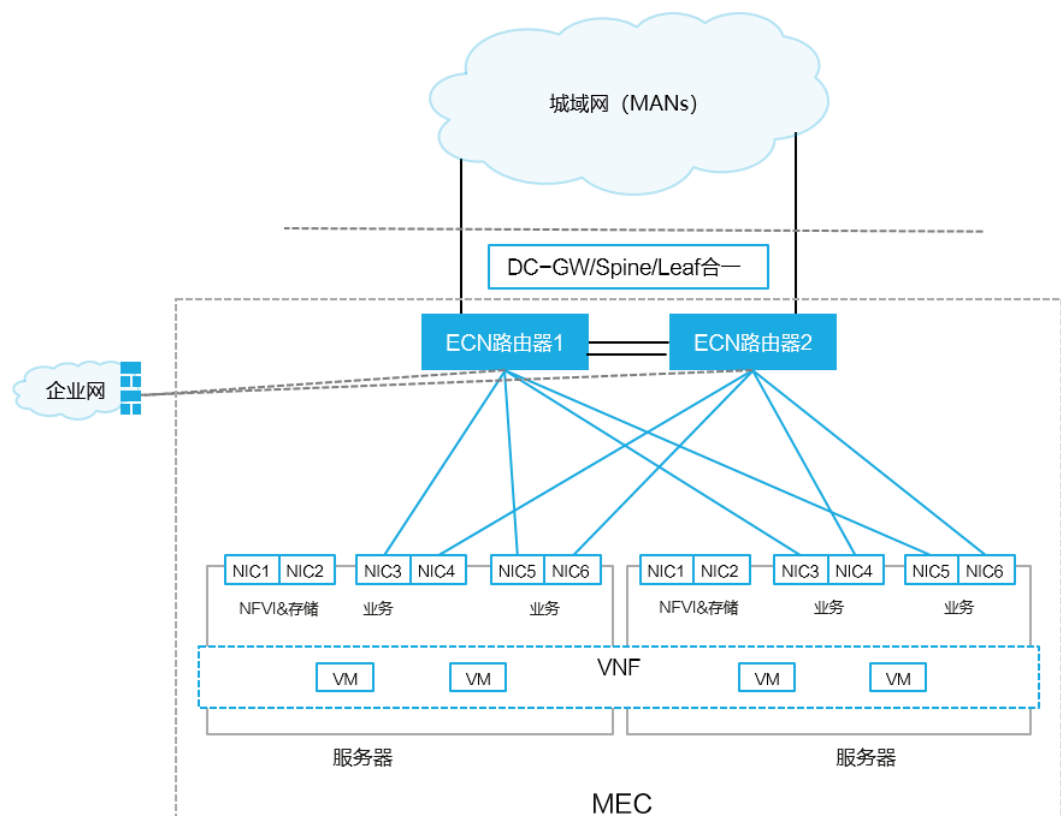 城域网（MANs）
DC-GW/Spine/Leaf合一
ECN路由器1
ECN路由器2
企业网
NIC1 NIC2 NIC3 NIC4 NIC5 NIC6 NIC1 NIC2 NIC3 NIC4 NIC5 NIC6
NFVI&存储 业务 业务 NFVI&存储 业务 业务
VNF
VM VM VM VM
服务器 服务器
MEC